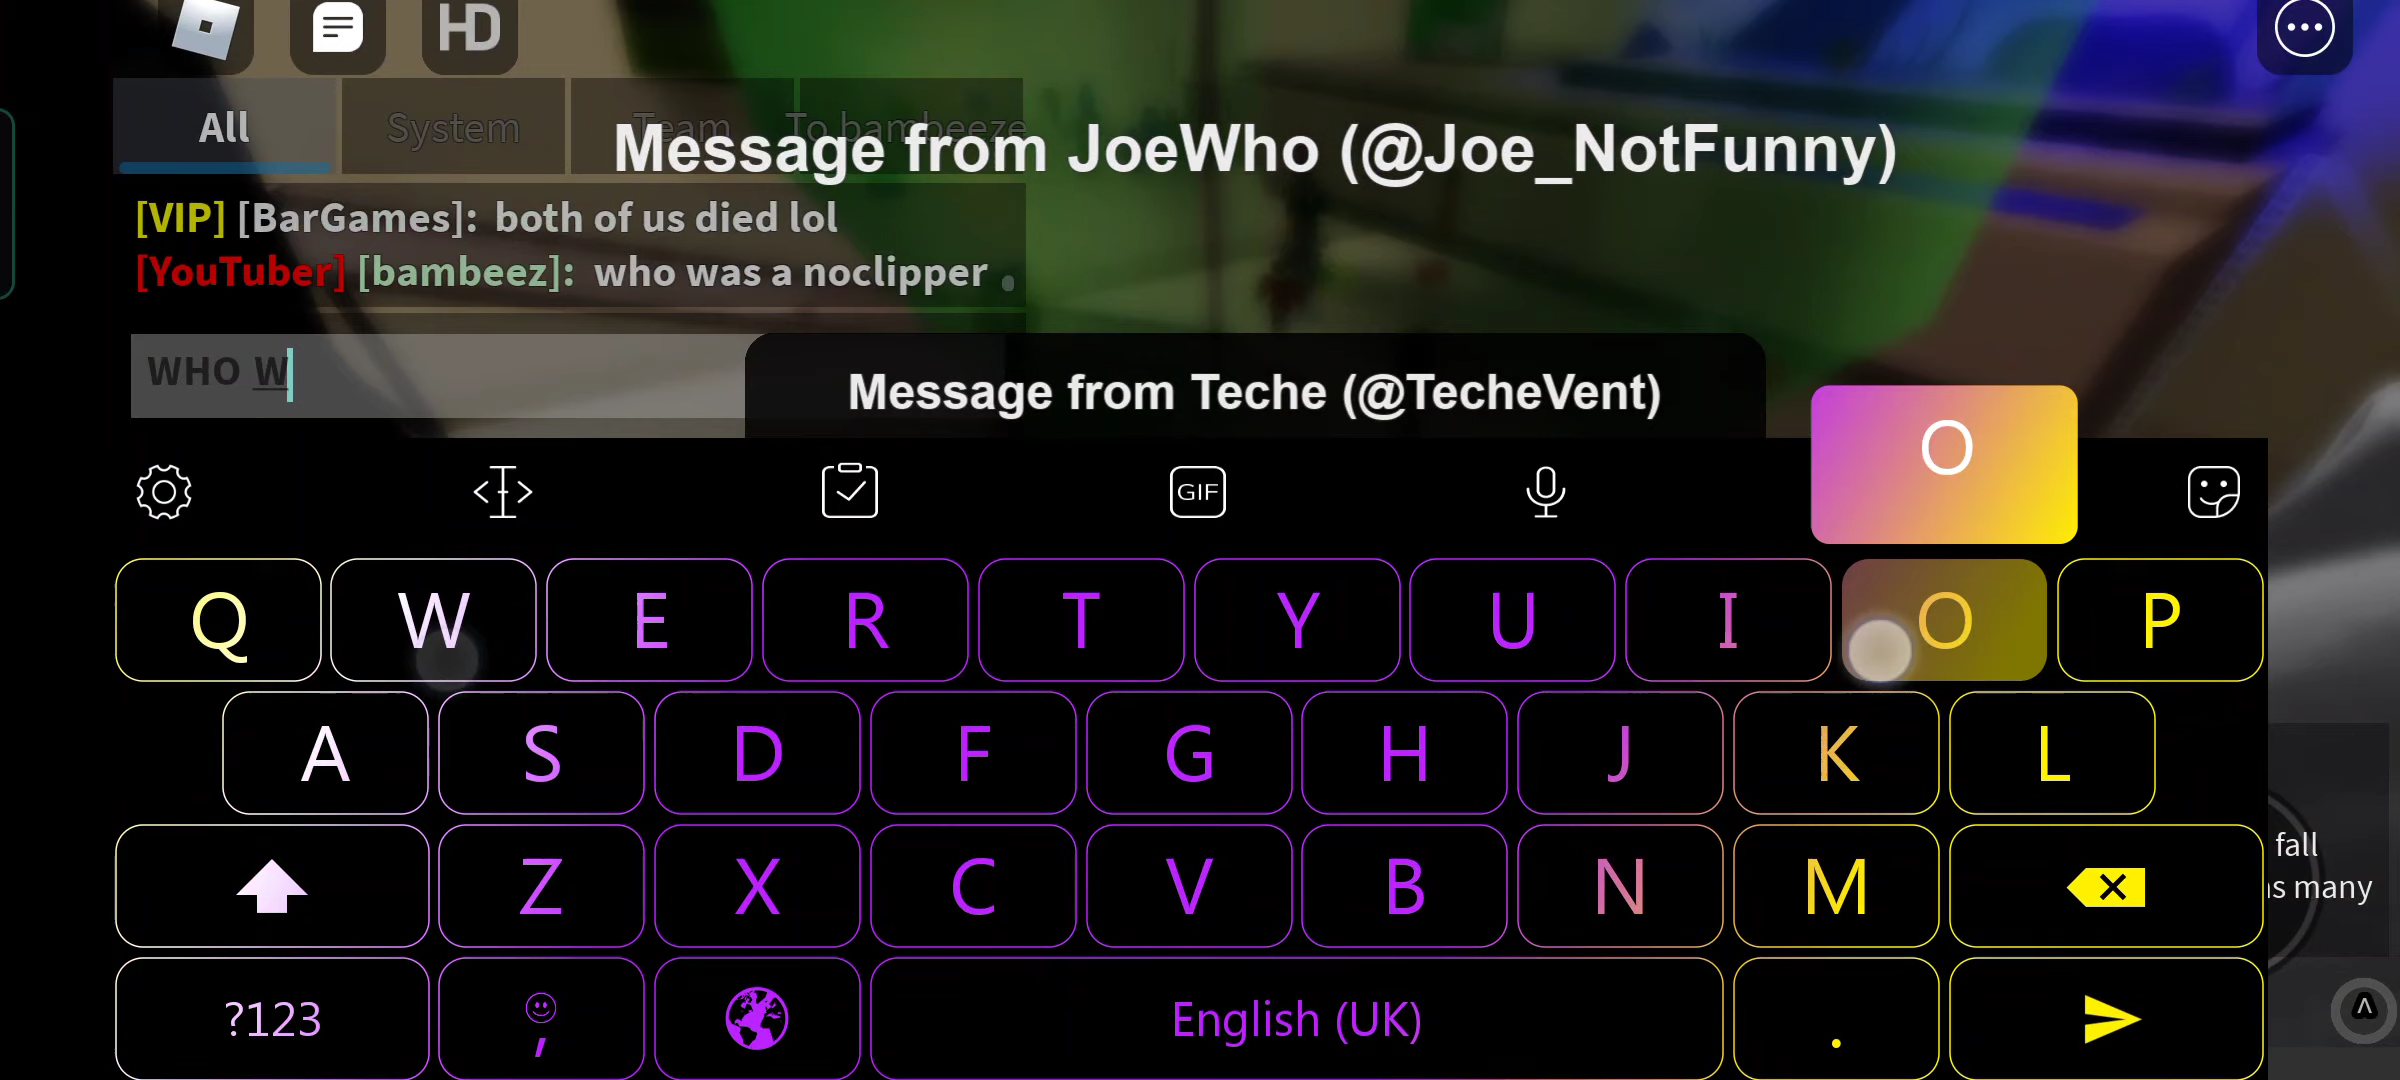 HD
All System Team To bambeeze
Message from JoeWho (@Joe_NotFunny)
[VIP] [BarGames]: both of us died lol
[YouTuber] [bambeez]: who was a noclipper
WHO W
Message from Teche (@TecheVent)
O
GIF
Q W E R T Y U I O P
A S D F G H J K L
fall
Z X C V B N M
as many
?123 , English (UK) .